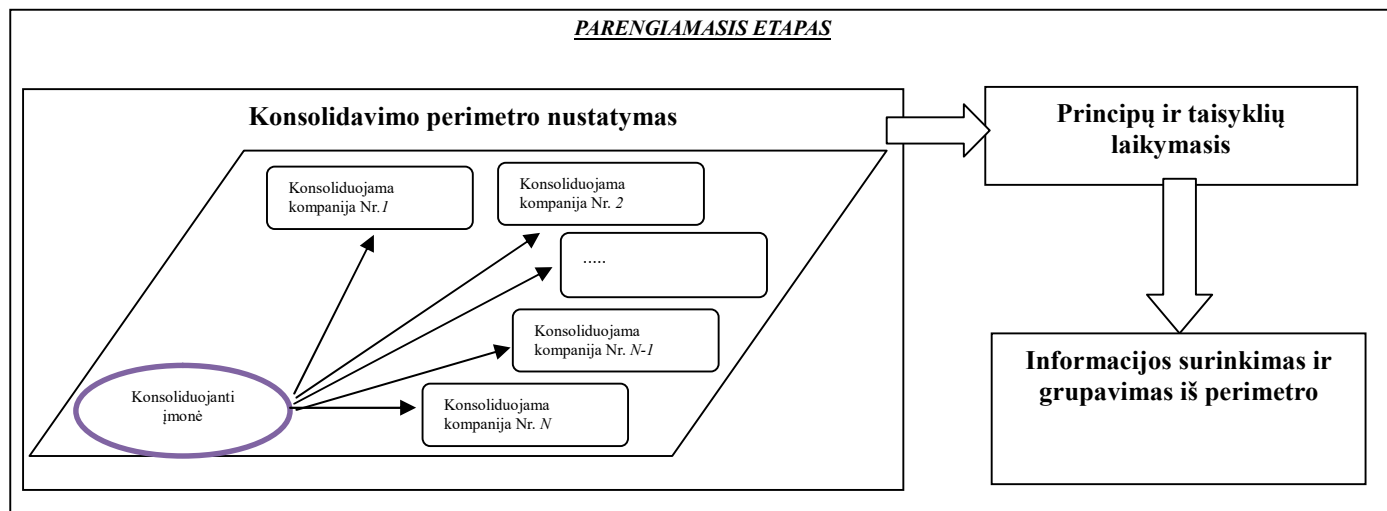 PARENGIAMASIS ETAPAS
Konsolidavimo perimetro nustatymas
Konsoliduojama
kompanija Nr.1
Konsoliduojama
kompanija Nr. 2
.....
Konsoliduojama
kompanija Nr. N-1
Konsoliduojama
kompanija Nr. N
Konsoliduojanti
įmonė
Principų ir taisyklių
laikymasis
Informacijos surinkimas ir
grupavimas iš perimetro